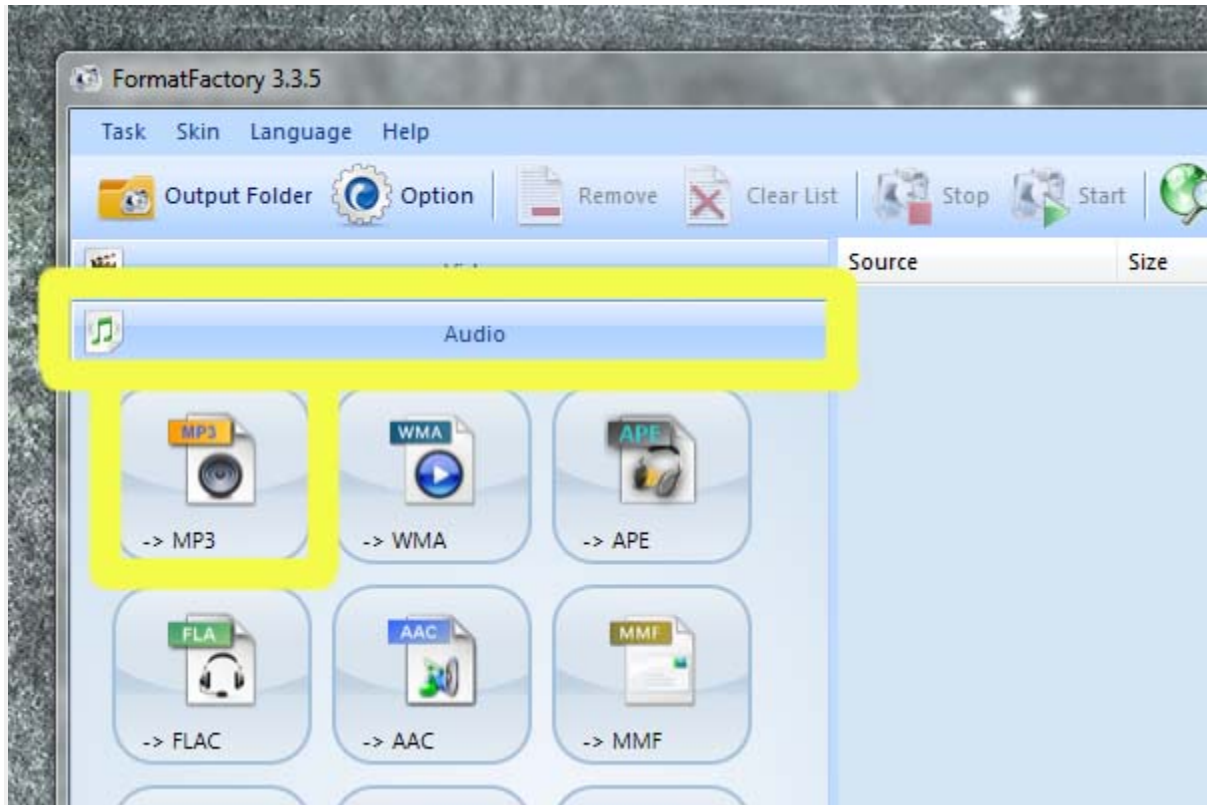 FormatFactory 3.3.5
Task Skin Language Help
Output Folder Option Remove Clear List Stop Start
Source Size
Audio
MP3 WMA APE
-> MP3 -> WMA -> APE
FLA AAC MMF
-> FLAC -> AAC -> MMF